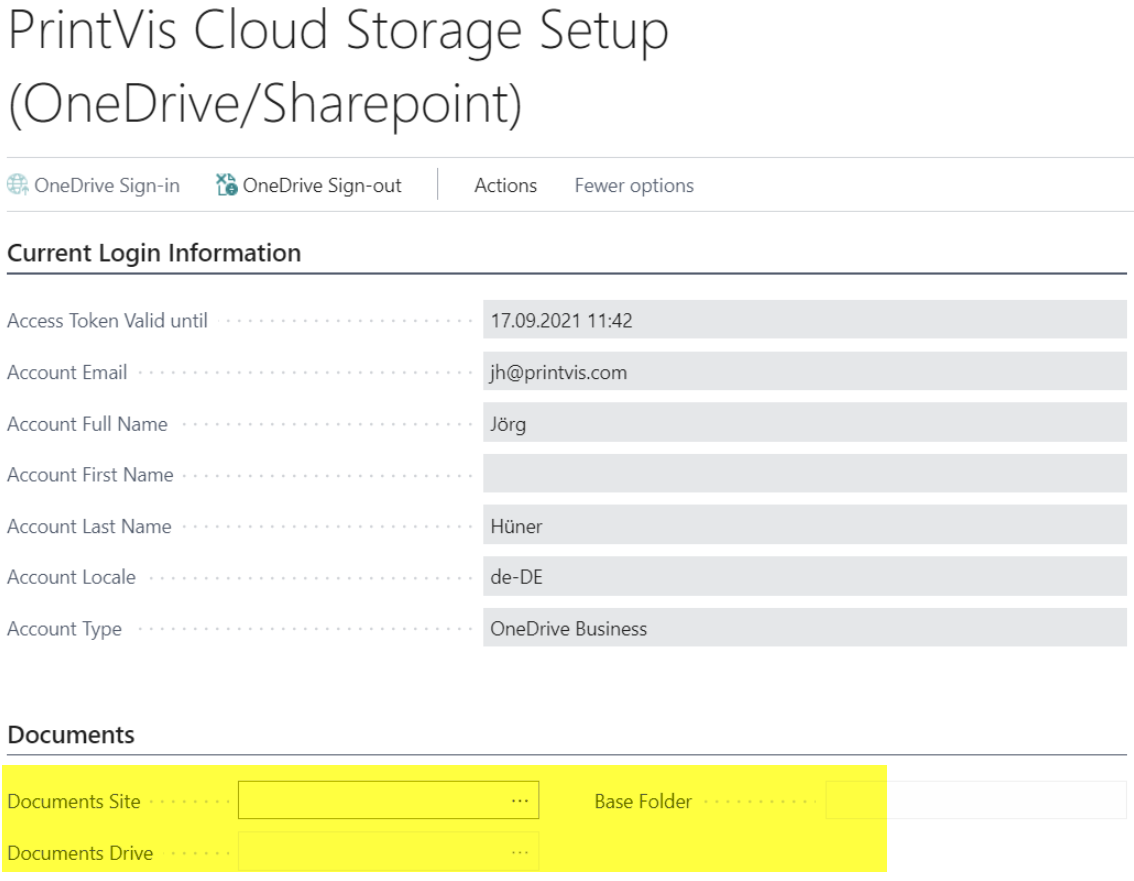 PrintVis Cloud Storage Setup
(OneDrive/Sharepoint)
OneDrive Sign-in OneDrive Sign-out Actions Fewer options
Current Login Information
Access Token Valid until 17.09.2021 11:42
Account Email jh@printvis.com
Account Full Name Jörg
Account First Name
Account Last Name Hüner
Account Locale de-DE
Account Type OneDrive Business
Documents
Documents Site ... Base Folder
Documents Drive ...